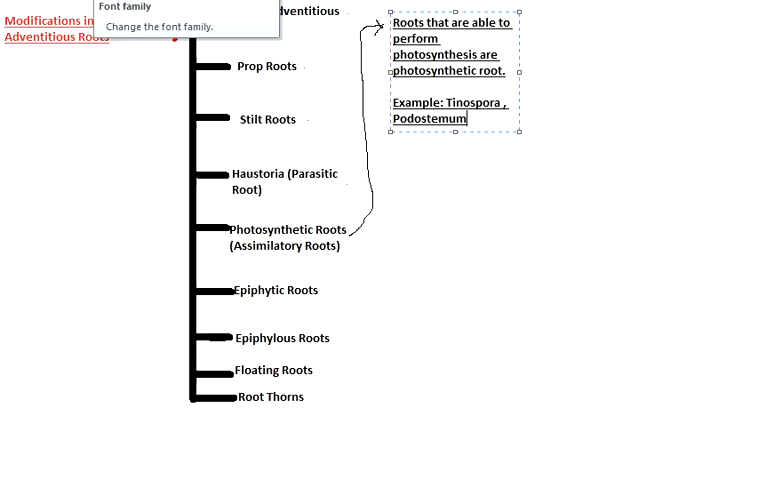 Font family
Change the font family.
Modifications in
Adventitious Roots
Prop Roots
Stilt Roots
Haustoria (Parasitic
Root)
Photosynthetic Roots
(Assimilatory Roots)
Epiphytic Roots
Epiphylous Roots
Floating Roots
Root Thorns
Roots that are able to
perform
photosynthesis are
photosynthetic root.
Example: Tinospora ,
Podostemum